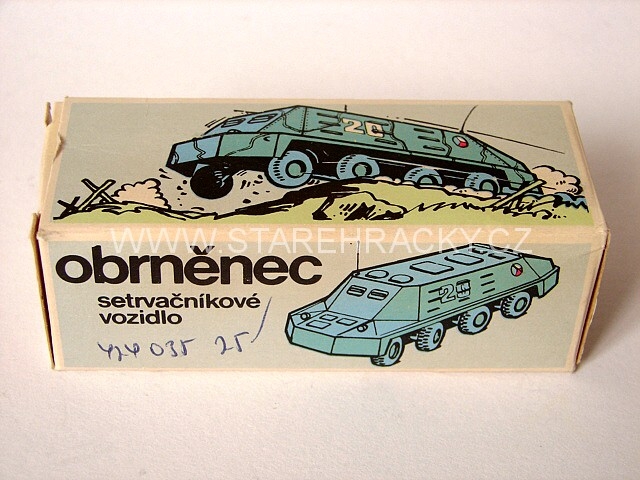 WWW.STAREHRACKY.CZ
obrněnec
setrvačníkové
vozidlo
424 035 25